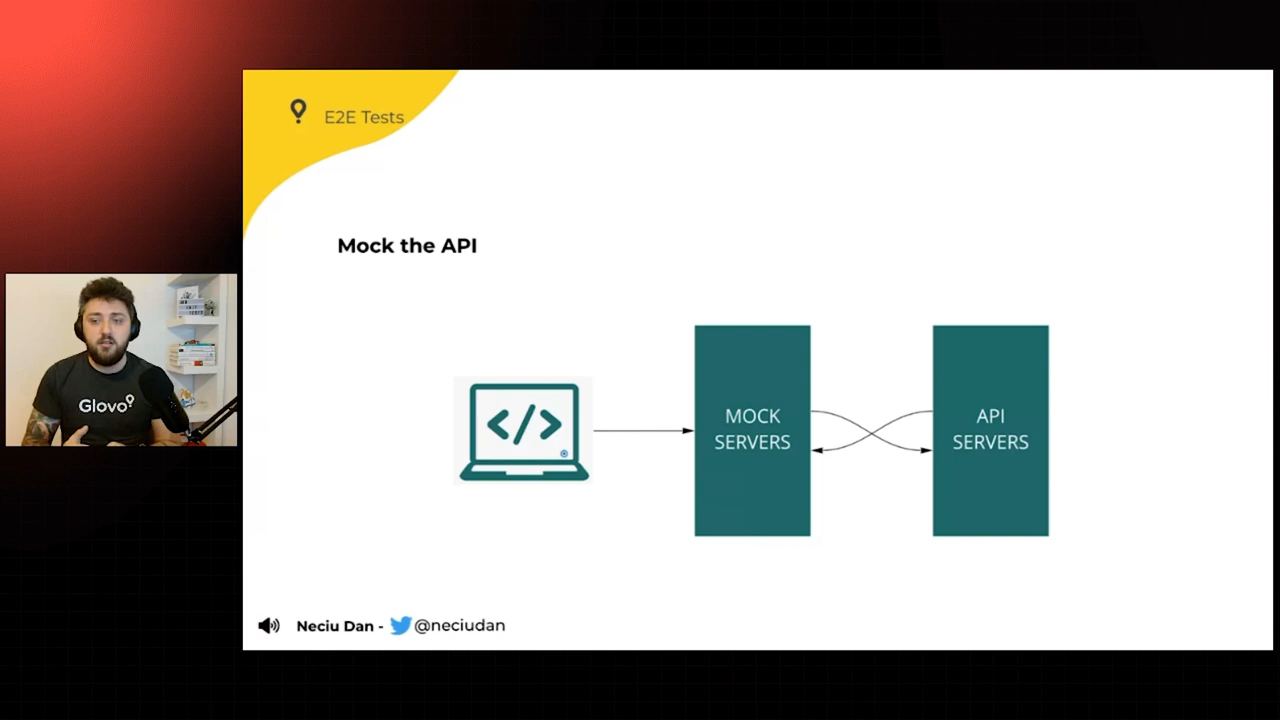 E2E Tests
Mock the API
</>
MOCK
SERVERS
API
SERVERS
Glovo
Neciu Dan - @neciudan